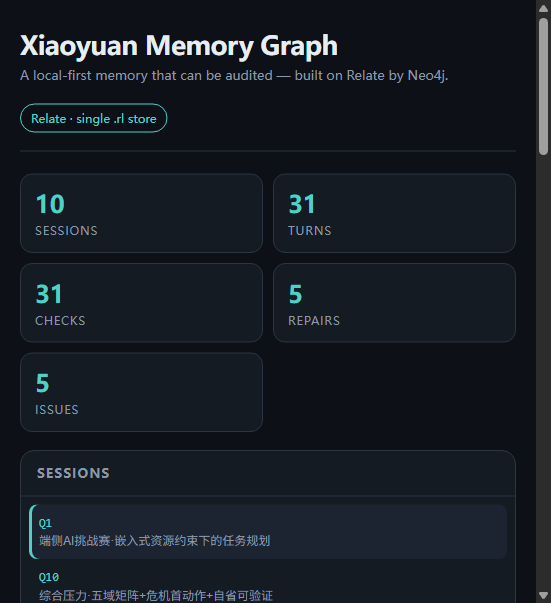 Xiaoyuan Memory Graph
A local-first memory that can be audited — built on Relate by Neo4j.
Relate · single .rl store
10
SESSIONS
31
TURNS
31
CHECKS
5
REPAIRS
5
ISSUES
SESSIONS
Q1
端侧AI挑战赛·嵌入式资源约束下的任务规划
Q10
综合压力·五域矩阵+危机首动作+自省可验证